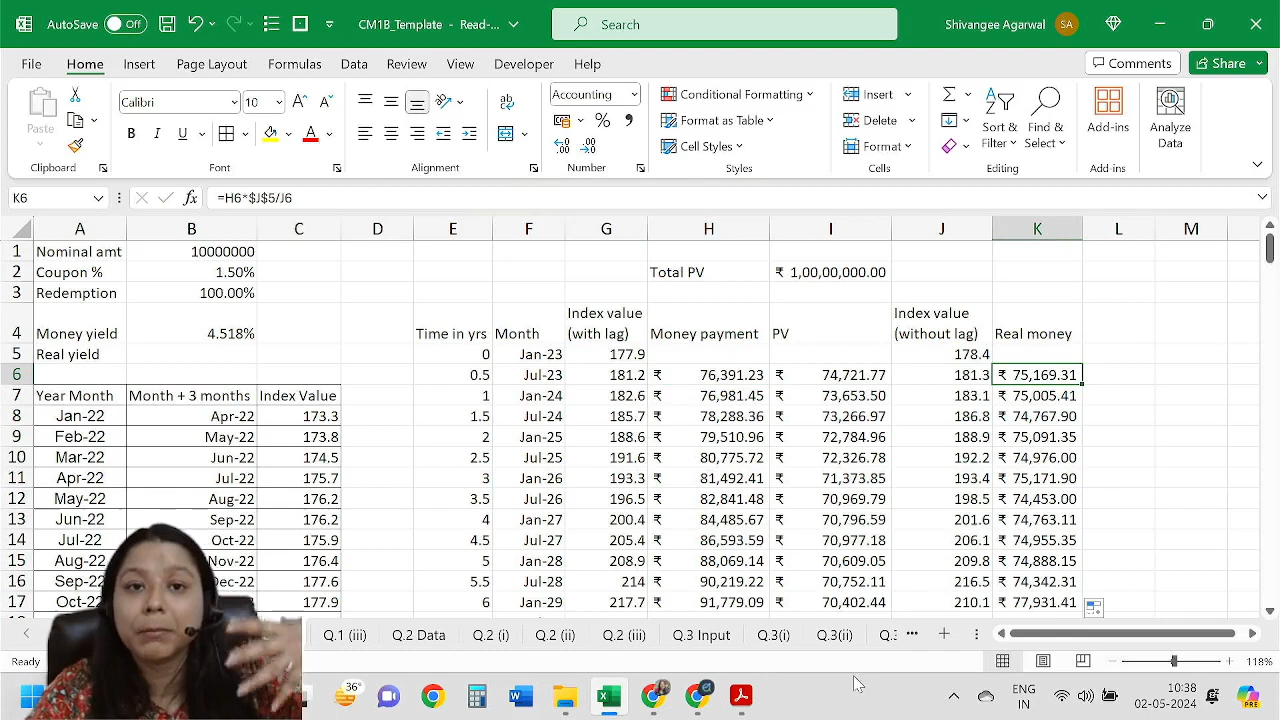 AutoSave Off CM1B_Template - Read-... Search Shivangee Agarwal SA
File Home Insert Page Layout Formulas Data Review View Developer Help Comments Share
Calibri 10 Accounting Conditional Formatting Insert
Paste B I U A % Format as Table Delete Sort & Filter Find & Select Add-ins Analyze Data
Cell Styles Format
Clipboard Font Alignment Number Styles Cells Editing Add-ins
K6 fx =H6*$J$5/J6
A B C D E F G H I J K L M
1 Nominal amt 10000000
2 Coupon % 1.50% Total PV ₹ 1,00,00,000.00
3 Redemption 100.00%
4 Money yield 4.518% Time in yrs Month Index value (with lag) Money payment PV Index value (without lag) Real money
5 Real yield 0 Jan-23 177.9 178.4
6 0.5 Jul-23 181.2 ₹ 76,391.23 ₹ 74,721.77 181.3 ₹ 75,169.31
7 Year Month Month + 3 months Index Value 1 Jan-24 182.6 ₹ 76,981.45 ₹ 73,653.50 183.1 ₹ 75,005.41
8 Jan-22 Apr-22 173.3 1.5 Jul-24 185.7 ₹ 78,288.36 ₹ 73,266.97 186.8 ₹ 74,767.90
9 Feb-22 May-22 173.8 2 Jan-25 188.6 ₹ 79,510.96 ₹ 72,784.96 188.9 ₹ 75,091.35
10 Mar-22 Jun-22 174.5 2.5 Jul-25 191.6 ₹ 80,775.72 ₹ 72,326.78 192.2 ₹ 74,976.00
11 Apr-22 Jul-22 175.7 3 Jan-26 193.3 ₹ 81,492.41 ₹ 71,373.85 193.4 ₹ 75,171.90
12 May-22 Aug-22 176.2 3.5 Jul-26 196.5 ₹ 82,841.48 ₹ 70,969.79 198.5 ₹ 74,453.00
13 Jun-22 Sep-22 176.2 4 Jan-27 200.4 ₹ 84,485.67 ₹ 70,796.59 201.6 ₹ 74,763.11
14 Jul-22 Oct-22 175.9 4.5 Jul-27 205.4 ₹ 86,593.59 ₹ 70,977.18 206.1 ₹ 74,955.35
15 Aug-22 Nov-22 176.4 5 Jan-28 208.9 ₹ 88,069.14 ₹ 70,609.05 209.8 ₹ 74,888.15
16 Sep-22 Dec-22 177.6 5.5 Jul-28 214 ₹ 90,219.22 ₹ 70,752.11 216.5 ₹ 74,342.31
17 Oct-22 177.9 6 Jan-29 217.7 ₹ 91,779.09 ₹ 70,402.44 210.1 ₹ 77,931.41
Q.1 (iii) Q.2 Data Q.2 (i) Q.2 (ii) Q.2 (iii) Q.3 Input Q.3(i) Q.3(ii) Q.:
Ready 118%
36° ENG IN 10:38 02-05-2024 PRE